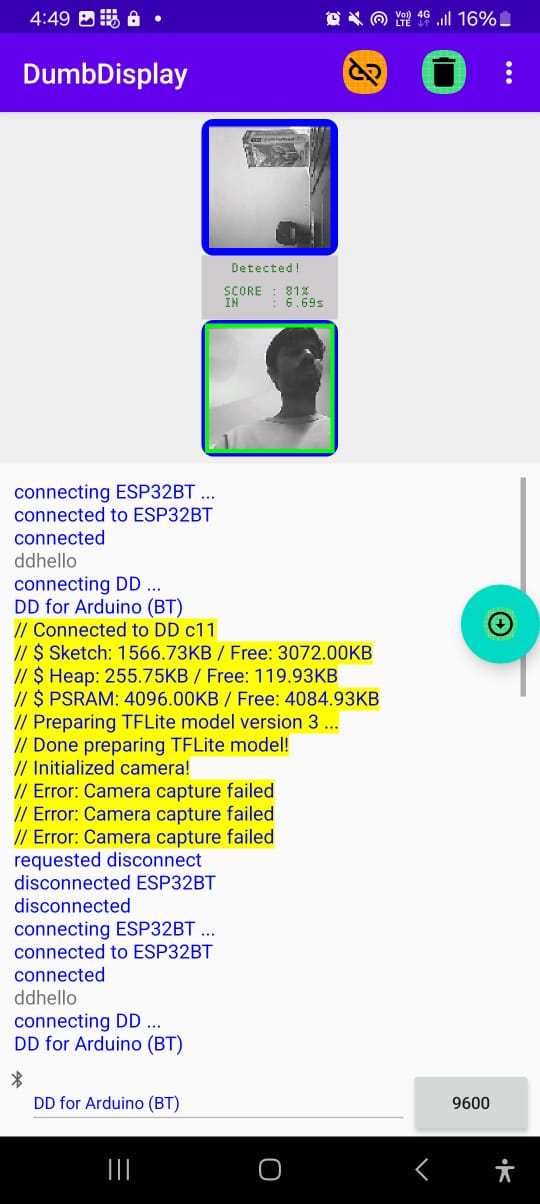 4:49
Vo)) LTE 4G 16%
DumbDisplay
Detected!
SCORE : 81%
IN : 6.69s
connecting ESP32BT ...
connected to ESP32BT
connected
ddhello
connecting DD ...
DD for Arduino (BT)
// Connected to DD c11
// $ Sketch: 1566.73KB / Free: 3072.00KB
// $ Heap: 255.75KB / Free: 119.93KB
// $ PSRAM: 4096.00KB / Free: 4084.93KB
// Preparing TFLite model version 3 ...
// Done preparing TFLite model!
// Initialized camera!
// Error: Camera capture failed
// Error: Camera capture failed
// Error: Camera capture failed
requested disconnect
disconnected ESP32BT
disconnected
connecting ESP32BT ...
connected to ESP32BT
connected
ddhello
connecting DD ...
DD for Arduino (BT)
DD for Arduino (BT)
9600